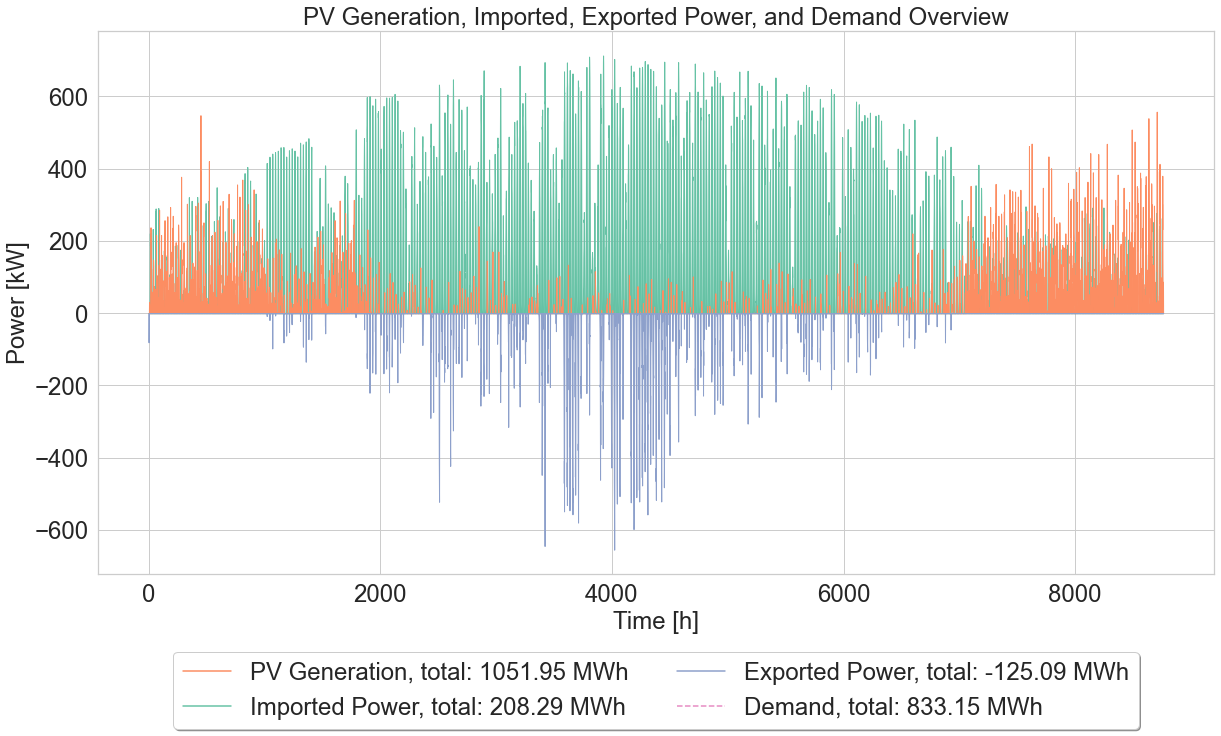 PV Generation, Imported, Exported Power, and Demand Overview
Power [kW]
600
400
200
0
−200
−400
−600
0 2000 4000 6000 8000
Time [h]
PV Generation, total: 1051.95 MWh
Imported Power, total: 208.29 MWh
Exported Power, total: -125.09 MWh
Demand, total: 833.15 MWh